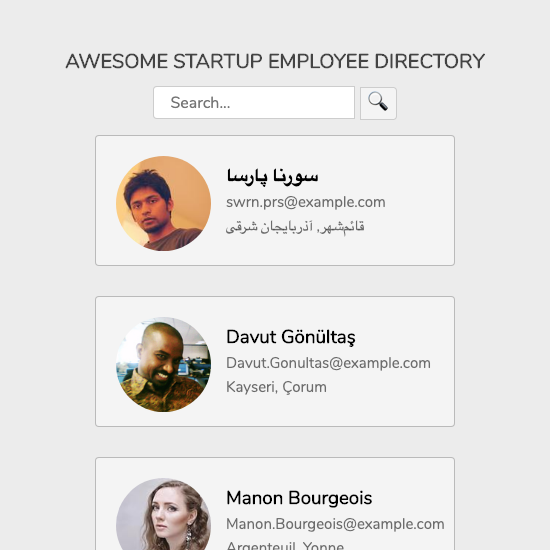 AWESOME STARTUP EMPLOYEE DIRECTORY
Search...
سورنا پارسا
swrn.prs@example.com
قائم‌شهر, آذربایجان شرقی
Davut Gönültaş
Davut.Gonultas@example.com
Kayseri, Çorum
Manon Bourgeois
Manon.Bourgeois@example.com
Argenteuil, Yonne